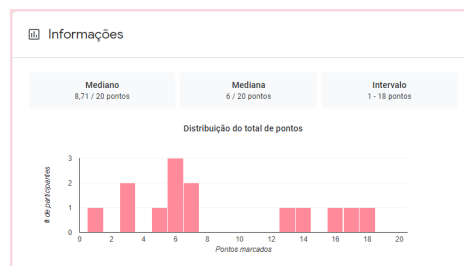 Informações
Mediano
8,71 / 20 pontos
Mediana
6 / 20 pontos
Intervalo
1 - 18 pontos
Distribuição do total de pontos
# de participantes
3
2
1
0
0 2 4 6 8 10 12 14 16 18 20
Pontos marcados